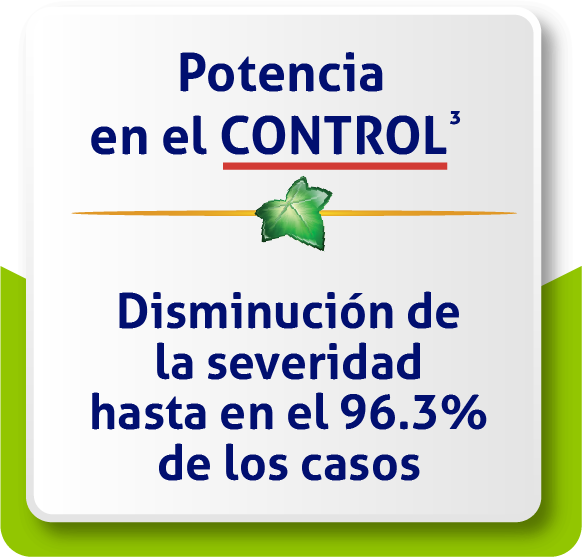 Potencia
en el CONTROL³
Disminución de
la severidad
hasta en el 96.3%
de los casos